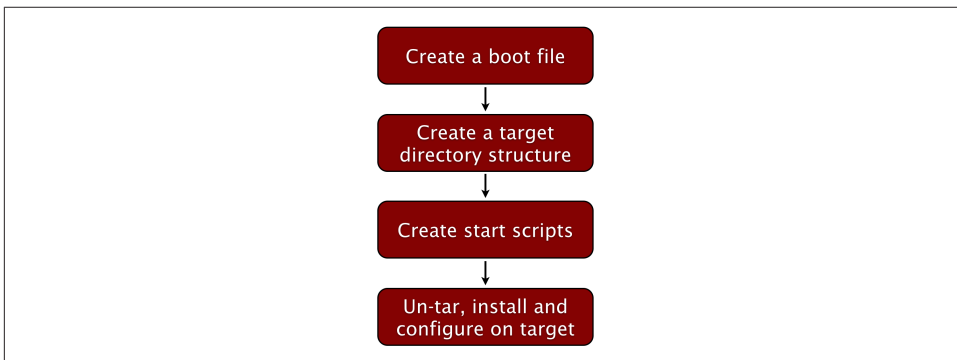 Create a boot file
Create a target
directory structure
Create start scripts
Un-tar, install and
configure on target